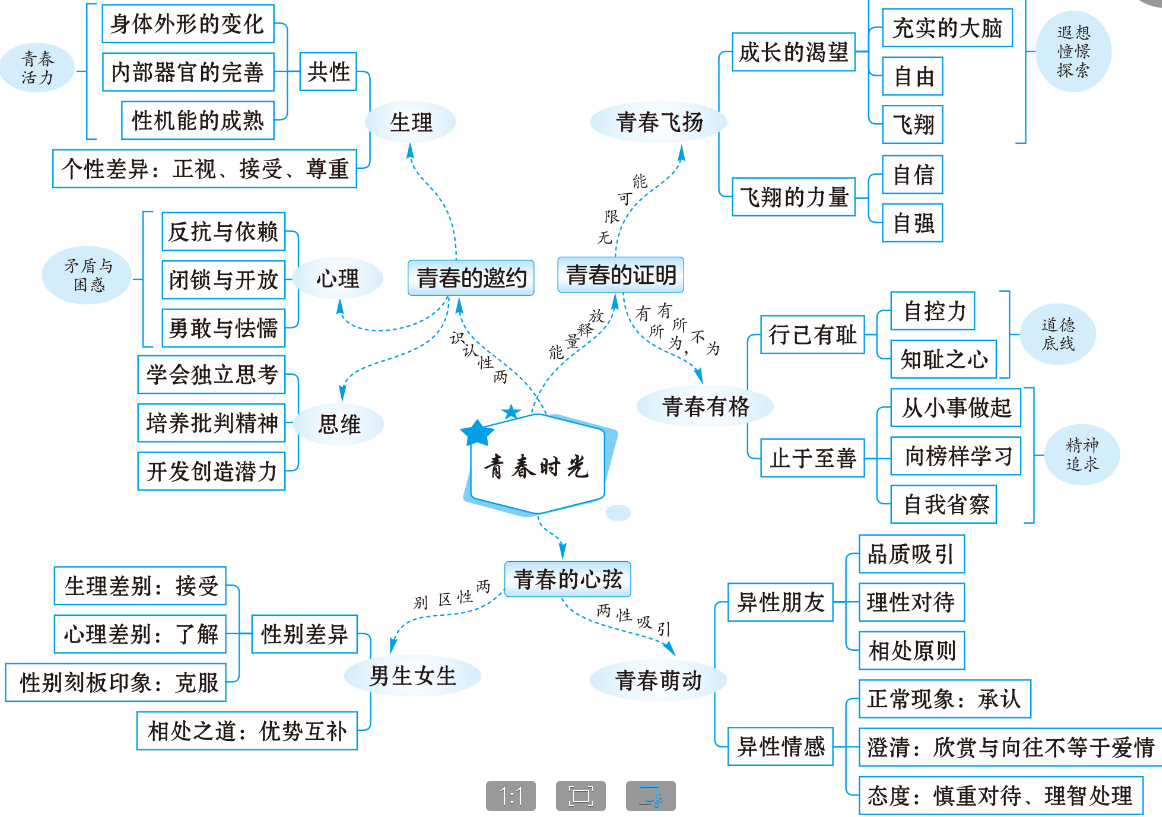 身体外形的变化
内部器官的完善
性机能的成熟
青春
活力
共性
个性差异：正视、接受、尊重
生理
反抗与依赖
闭锁与开放
勇敢与怯懦
矛盾与
困惑
心理
学会独立思考
培养批判精神
开发创造潜力
思维
青春的邀约
两性认识
青春飞扬
成长的渴望
充实的大脑
自由
飞翔
遐想
憧憬
探索
飞翔的力量
自信
自强
无限可能
青春的证明
能量释放
有所为，
有所不为
青春有格
行己有耻
自控力
知耻之心
道德
底线
止于至善
从小事做起
向榜样学习
自我省察
精神
追求
青春时光
青春的心弦
两性区别
两性吸引
男生女生
性别差异
生理差别：接受
心理差别：了解
性别刻板印象：克服
相处之道：优势互补
青春萌动
异性朋友
品质吸引
理性对待
相处原则
异性情感
正常现象：承认
澄清：欣赏与向往不等于爱情
态度：慎重对待、理智处理
1:1